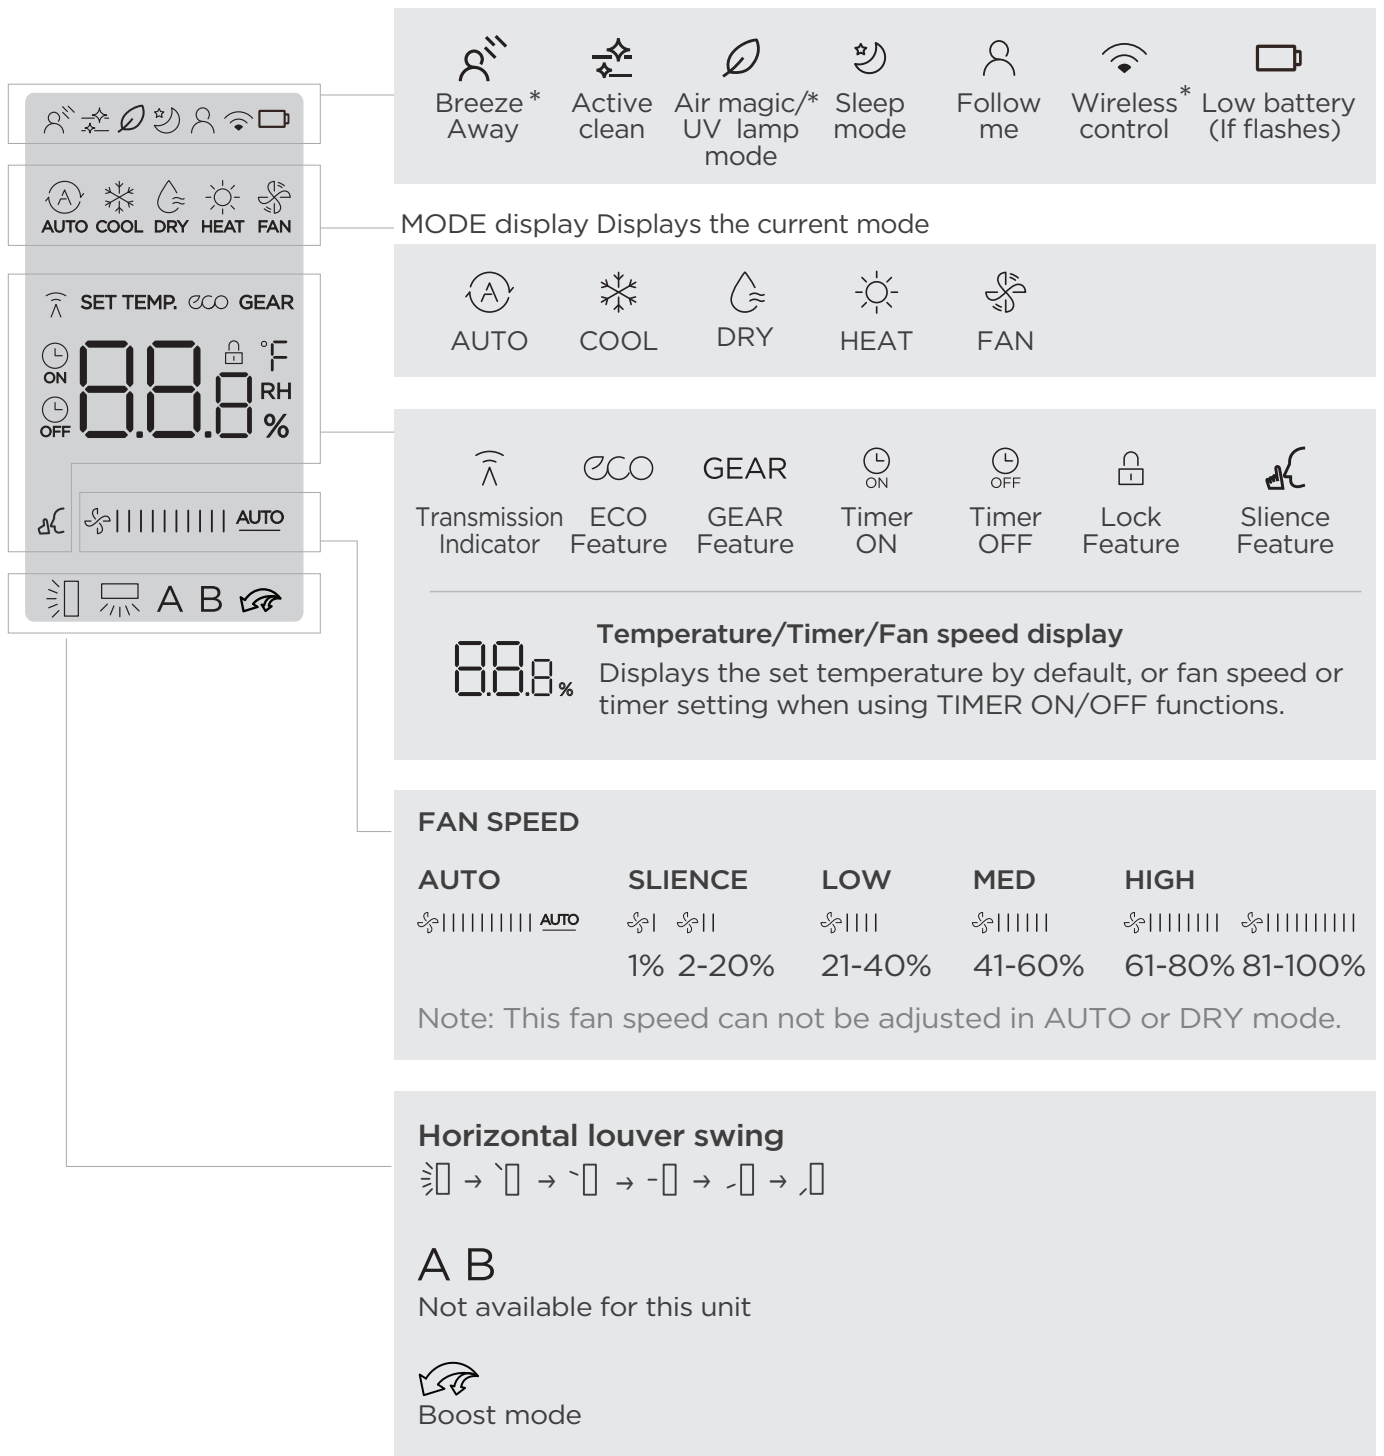 Breeze * Active Air magic/* Sleep Follow Wireless * Low battery
Away clean UV lamp mode me control (If flashes)
mode
AUTO COOL DRY HEAT FAN
MODE display Displays the current mode
AUTO COOL DRY HEAT FAN
SET TEMP. eco GEAR
ON
88.8 °F
RH
OFF
%
AUTO
A B
eco GEAR ON OFF
Transmission ECO GEAR Timer Timer Lock Slience
Indicator Feature Feature ON OFF Feature Feature
88.8 %
Temperature/Timer/Fan speed display
Displays the set temperature by default, or fan speed or
timer setting when using TIMER ON/OFF functions.
FAN SPEED
AUTO SLIENCE LOW MED HIGH
AUTO
1% 2-20% 21-40% 41-60% 61-80% 81-100%
Note: This fan speed can not be adjusted in AUTO or DRY mode.
Horizontal louver swing
A B
Not available for this unit
Boost mode